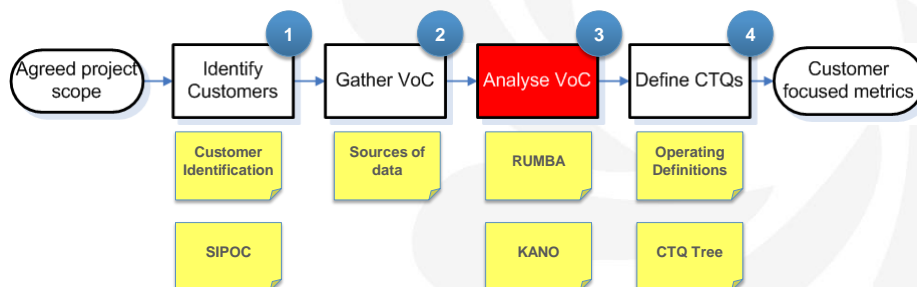 1
2
3
4
Agreed project
scope
Identify
Customers
Gather VoC
Analyse VoC
Define CTQs
Customer
focused metrics
Customer
Identification
Sources of
data
RUMBA
Operating
Definitions
SIPOC
KANO
CTQ Tree